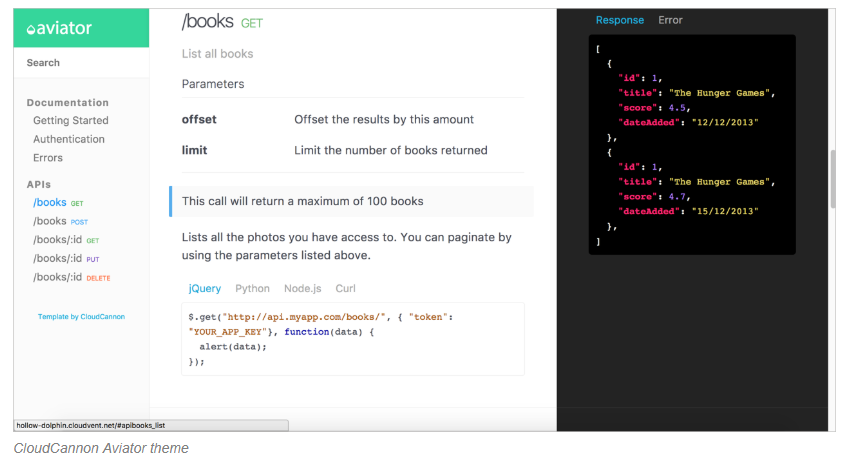 aviator
Search
Documentation
Getting Started
Authentication
Errors
APIs
/books GET
/books POST
/books/:id GET
/books/:id PUT
/books/:id DELETE
Template by CloudCannon
hollow-dolphin.cloudvent.net/#apibooks_list
/books GET
List all books
Parameters
offset Offset the results by this amount
limit Limit the number of books returned
This call will return a maximum of 100 books
Lists all the photos you have access to. You can paginate by
using the parameters listed above.
jQuery Python Node.js Curl
$.get("http://api.myapp.com/books/", { "token":
"YOUR_APP_KEY"}, function(data) {
  alert(data);
});
Response Error
[
  {
    "id": 1,
    "title": "The Hunger Games",
    "score": 4.5,
    "dateAdded": "12/12/2013"
  },
  {
    "id": 1,
    "title": "The Hunger Games",
    "score": 4.7,
    "dateAdded": "15/12/2013"
  },
]
CloudCannon Aviator theme